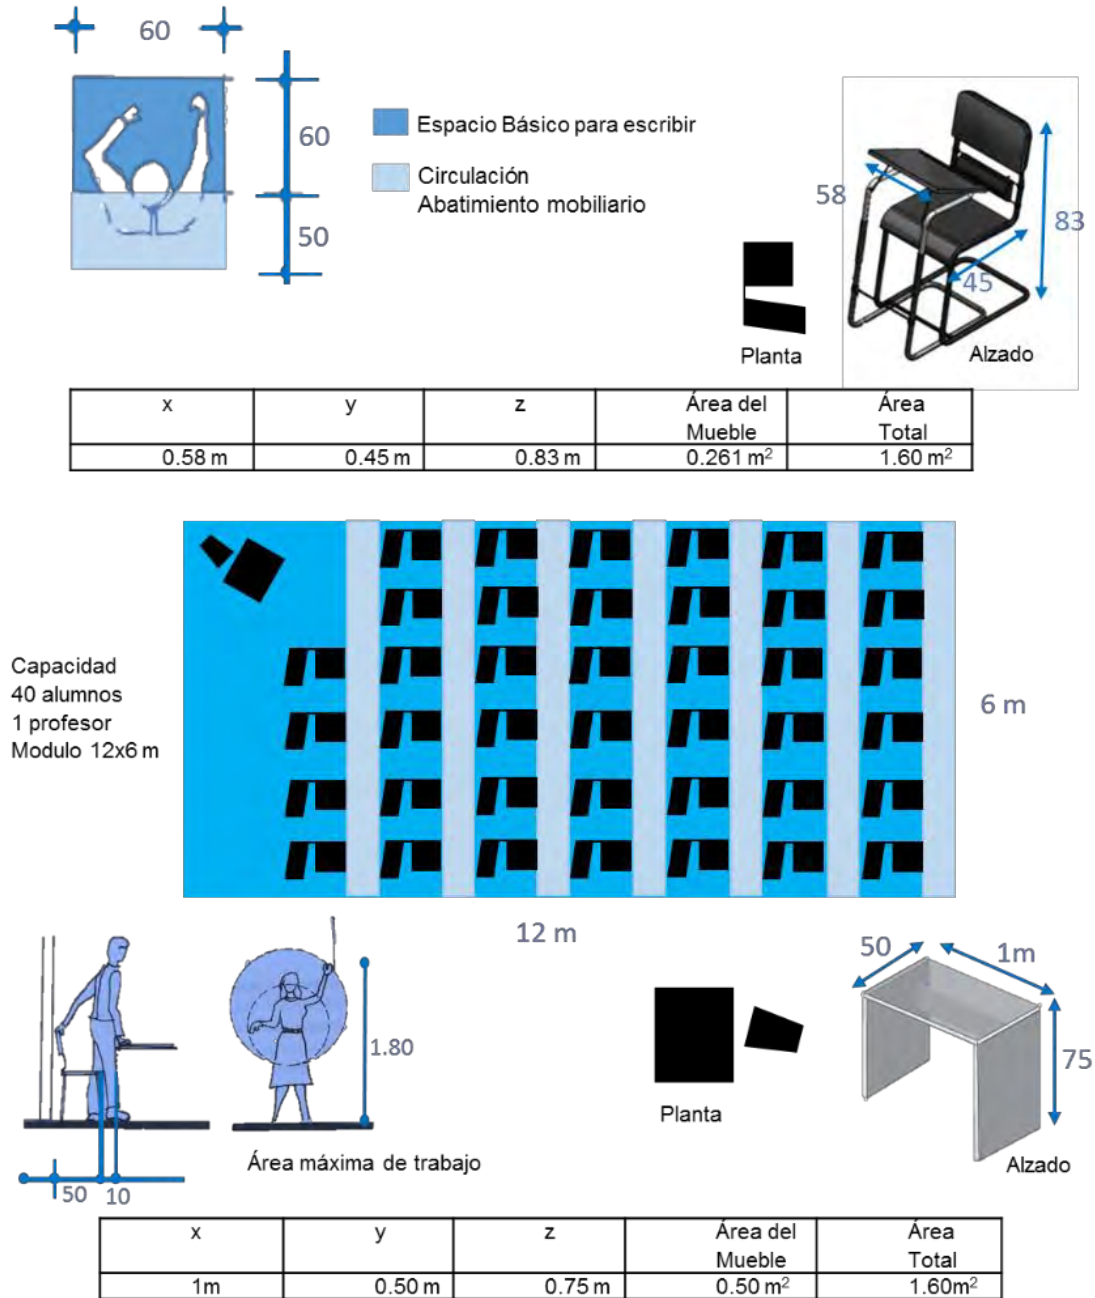 60
60
50
Espacio Básico para escribir
Circulación
Abatimiento mobiliario
58
83
45
Planta
Alzado
x y z Área del Mueble Área Total
0.58 m 0.45 m 0.83 m 0.261 m² 1.60 m²
Capacidad
40 alumnos
1 profesor
Modulo 12x6 m
6 m
12 m
1.80
50 10
Área máxima de trabajo
Planta
50
1m
75
Alzado
x y z Área del Mueble Área Total
1m 0.50 m 0.75 m 0.50 m² 1.60m²